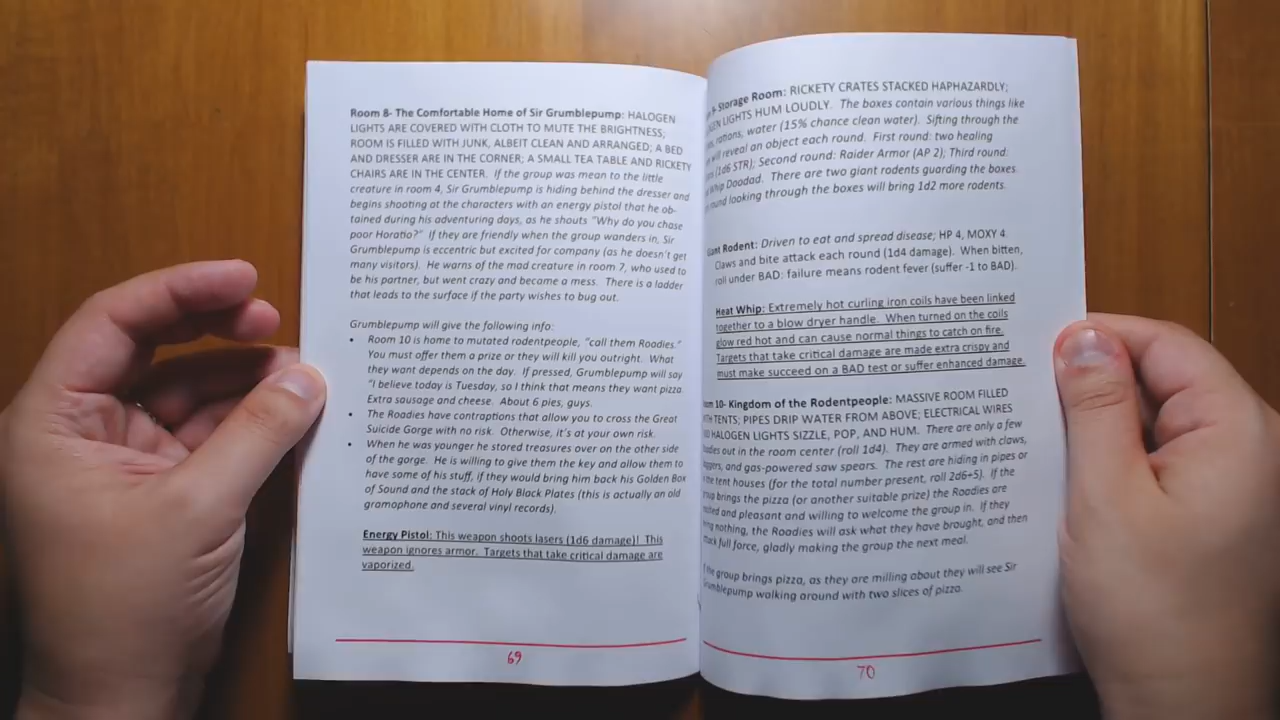 Room 8- The Comfortable Home of Sir Grumblepump: HALOGEN
LIGHTS ARE COVERED WITH CLOTH TO MUTE THE BRIGHTNESS;
ROOM IS FILLED WITH JUNK, ALBEIT CLEAN AND ARRANGED; A BED
AND DRESSER ARE IN THE CORNER; A SMALL TEA TABLE AND RICKETY
CHAIRS ARE IN THE CENTER. If the group was mean to the little
creature in room 4, Sir Grumblepump is hiding behind the dresser and
begins shooting at the characters with an energy pistol that he ob-
tained during his adventuring days, as he shouts "Why do you chase
poor Horatio?" If they are friendly when the group wanders in, Sir
Grumblepump is eccentric but excited for company (as he doesn't get
many visitors). He warns of the mad creature in room 7, who used to
be his partner, but went crazy and became a mess. There is a ladder
that leads to the surface if the party wishes to bug out.
Grumblepump will give the following info:
• Room 10 is home to mutated rodentpeople, "call them Roodies."
You must offer them a prize or they will kill you outright. What
they want depends on the day. If pressed, Grumblepump will say
"I believe today is Tuesday, so I think that means they want pizza.
Extra sausage and cheese. About 6 pies, guys.
• The Roadies have contraptions that allow you to cross the Great
Suicide Gorge with no risk. Otherwise, it's at your own risk.
• When he was younger he stored treasures over on the other side
of the gorge. He is willing to give them the key and allow them to
have some of his stuff, if they would bring him back his Golden Box
of Sound and the stack of Holy Black Plates (this is actually an old
gramophone and several vinyl records).
Energy Pistol: This weapon shoots lasers (1d6 damage)! This
weapon ignores armor. Targets that take critical damage are
vaporized.
69
9- Storage Room: RICKETY CRATES STACKED HAPHAZARDLY;
LIGHTS HUM LOUDLY. The boxes contain various things like
rations, water (15% chance clean water). Sifting through the
will reveal an object each round. First round: two healing
(1d6 STR); Second round: Raider Armor (AP 2); Third round:
Whip Doodad. There are two giant rodents guarding the boxes.
round looking through the boxes will bring 1d2 more rodents.
Rodent: Driven to eat and spread disease; HP 4, MOXY 4.
Claws and bite attack each round (1d4 damage). When bitten,
roll under BAD: failure means rodent fever (suffer -1 to BAD).
Heat Whip: Extremely hot curling iron coils have been linked
together to a blow dryer handle. When turned on the coils
glow red hot and can cause normal things to catch on fire.
Targets that take critical damage are made extra crispy and
must make succeed on a BAD test or suffer enhanced damage.
10- Kingdom of the Rodentpeople: MASSIVE ROOM FILLED
TENTS; PIPES DRIP WATER FROM ABOVE; ELECTRICAL WIRES
HALOGEN LIGHTS SIZZLE, POP, AND HUM. There are only a few
out in the room center (roll 1d4). They are armed with claws,
and gas-powered saw spears. The rest are hiding in pipes or
tent houses (for the total number present, roll 2d6+5). If the
brings the pizza (or another suitable prize) the Roadies are
and pleasant and willing to welcome the group in. If they
nothing, the Roadies will ask what they have brought, and then
full force, gladly making the group the next meal.
the group brings pizza, as they are milling about they will see Sir
Grumblepump walking around with two slices of pizza.
70